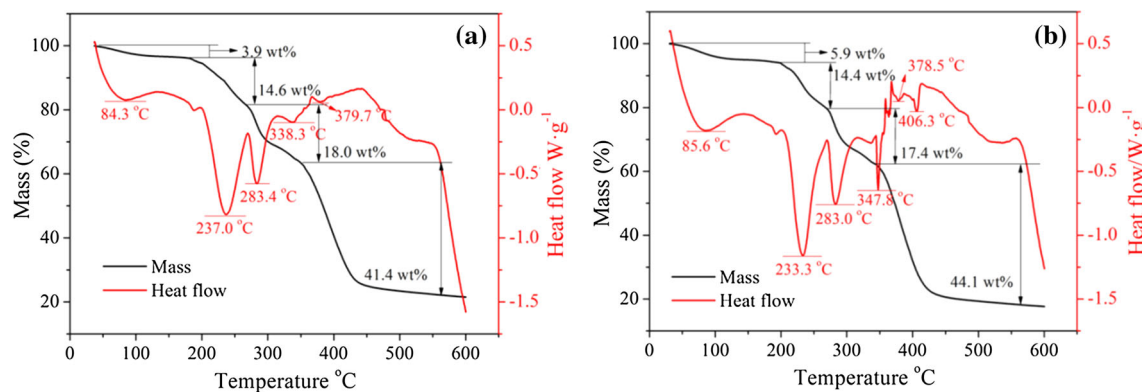 (a)
100
80
60
40
20
0 100 200 300 400 500 600
Mass (%)
Temperature °C
0.5
0.0
-0.5
-1.0
-1.5
Heat flow W·g⁻¹
3.9 wt%
14.6 wt%
18.0 wt%
41.4 wt%
84.3 °C
237.0 °C
283.4 °C
338.3 °C
379.7 °C
Mass
Heat flow
(b)
100
80
60
40
20
0 100 200 300 400 500 600
Mass (%)
Temperature °C
0.5
0.0
-0.5
-1.0
-1.5
Heat flow/W·g⁻¹
5.9 wt%
14.4 wt%
17.4 wt%
44.1 wt%
85.6 °C
233.3 °C
283.0 °C
347.8 °C
378.5 °C
406.3 °C
Mass
Heat flow